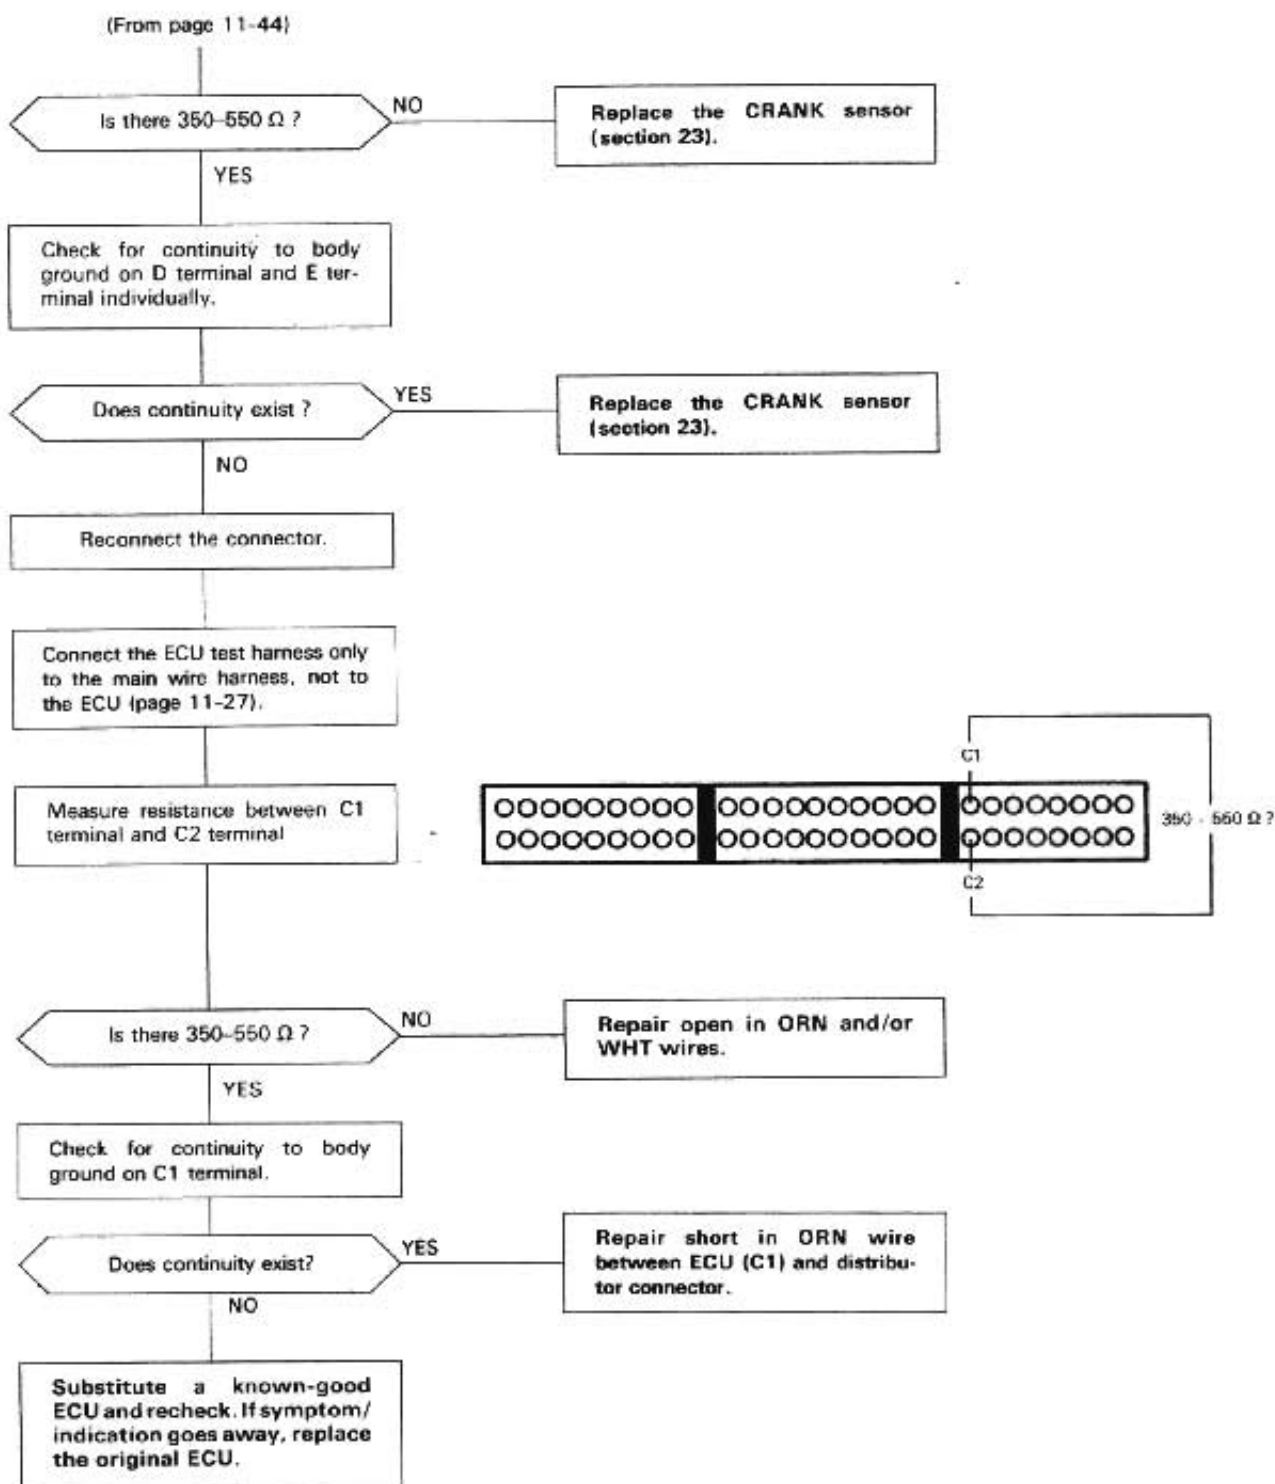 (From page 11-44)
Is there 350-550 Ω ?
NO
Replace the CRANK sensor
(section 23).
YES
Check for continuity to body
ground on D terminal and E ter-
minal individually.
Does continuity exist ?
YES
Replace the CRANK sensor
(section 23).
NO
Reconnect the connector.
Connect the ECU test harness only
to the main wire harness, not to
the ECU (page 11-27).
Measure resistance between C1
terminal and C2 terminal
C1
350 - 550 Ω ?
C2
Is there 350-550 Ω ?
NO
Repair open in ORN and/or
WHT wires.
YES
Check for continuity to body
ground on C1 terminal.
Does continuity exist?
YES
Repair short in ORN wire
between ECU (C1) and distribu-
tor connector.
NO
Substitute a known-good
ECU and recheck. If symptom/
indication goes away, replace
the original ECU.